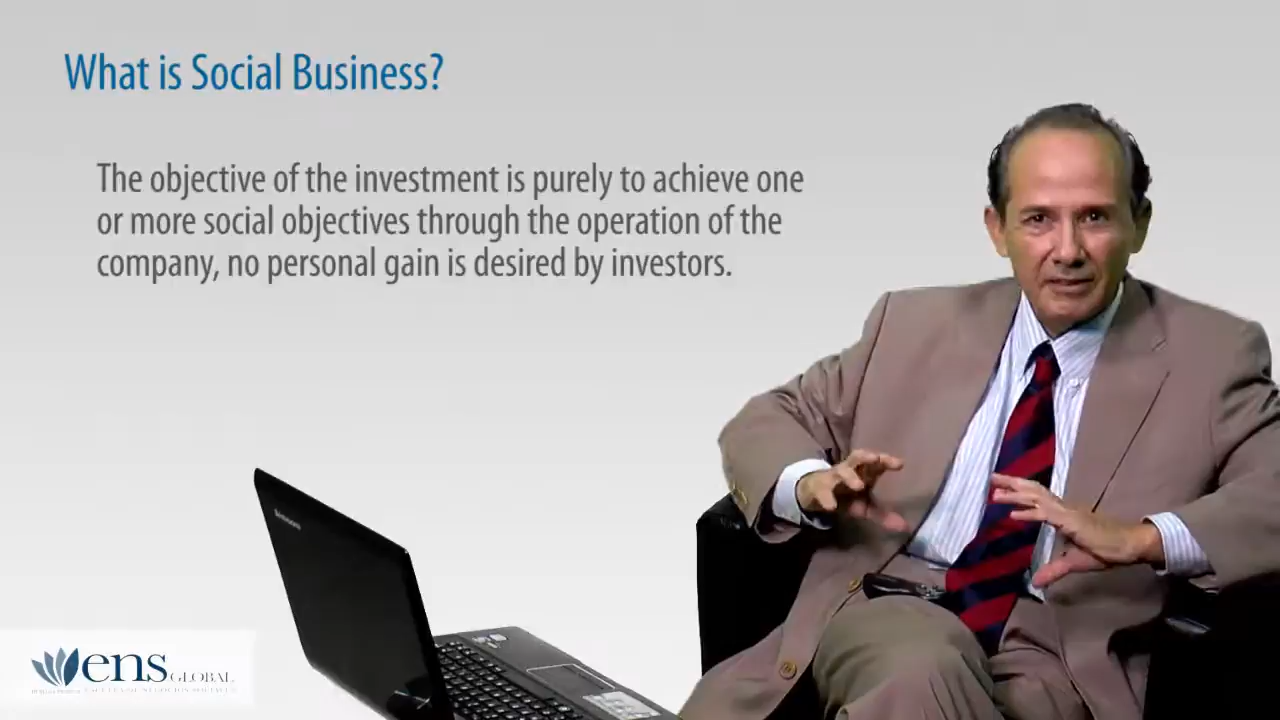 What is Social Business?
The objective of the investment is purely to achieve one
or more social objectives through the operation of the
company, no personal gain is desired by investors.
ens GLOBAL